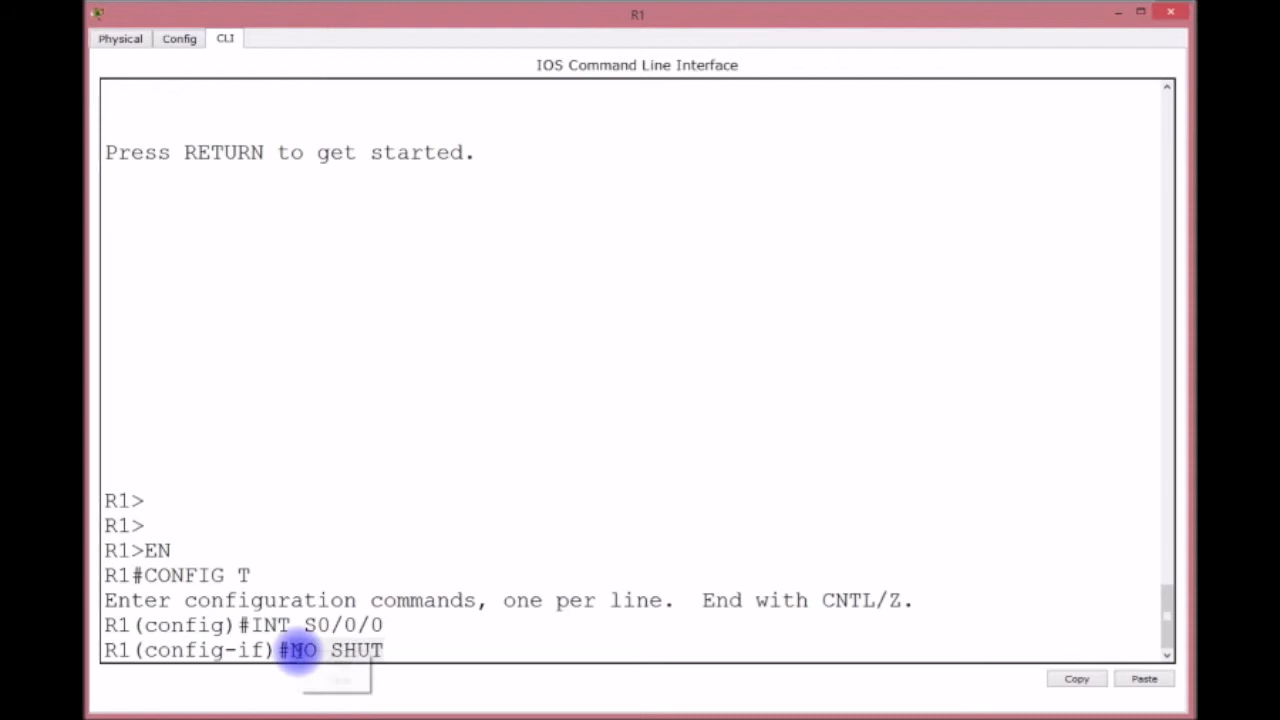 R1
Physical Config CLI
IOS Command Line Interface
Press RETURN to get started.
R1>
R1>
R1>EN
R1#CONFIG T
Enter configuration commands, one per line.  End with CNTL/Z.
R1(config)#INT S0/0/0
R1(config-if)#NO SHUT
Copy Paste